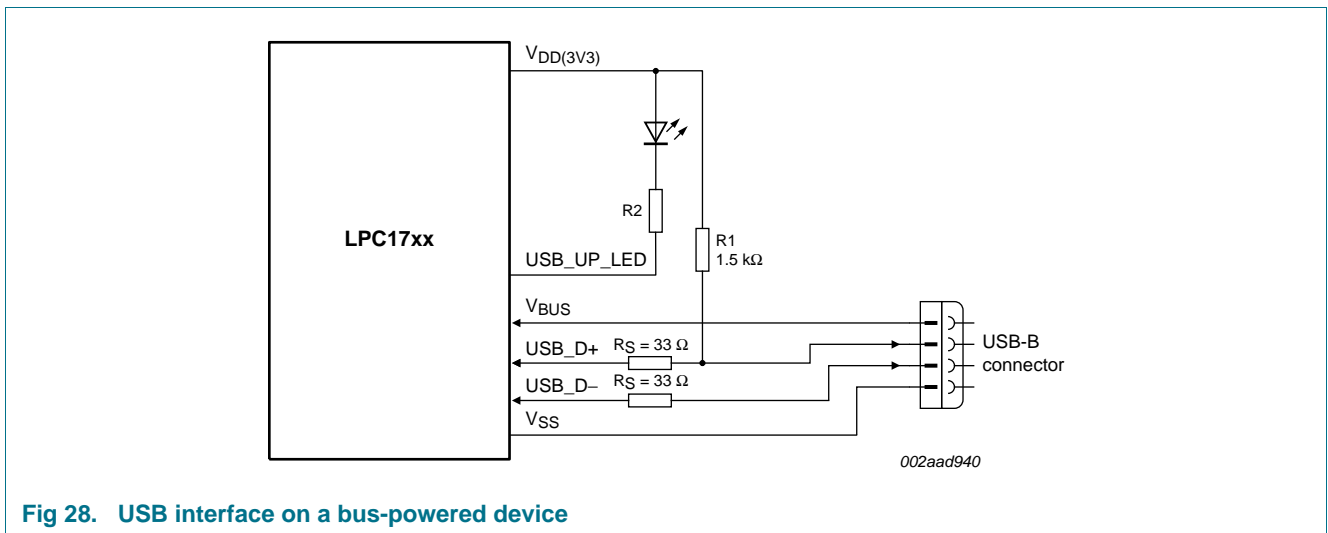 VDD(3V3)
R2
LPC17xx
R1
1.5 kΩ
USB_UP_LED
VBUS
USB_D+
RS = 33 Ω
USB-B
connector
USB_D−
RS = 33 Ω
VSS
002aad940
Fig 28. USB interface on a bus-powered device